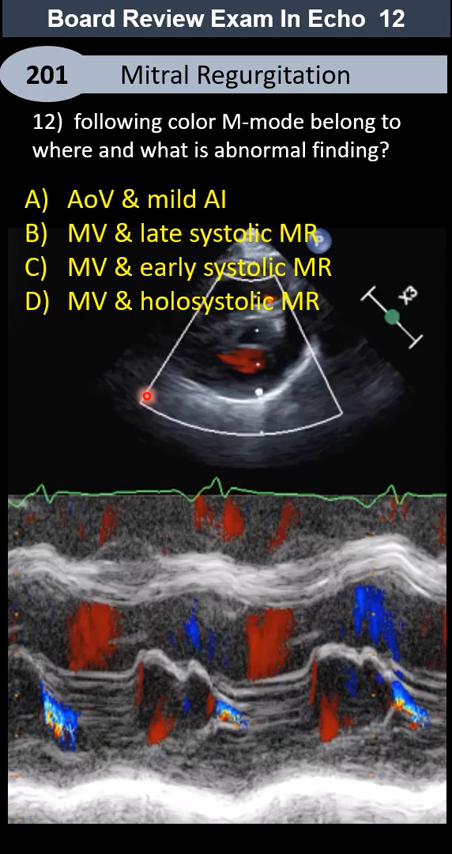 Board Review Exam In Echo 12
201 Mitral Regurgitation
12) following color M-mode belong to
where and what is abnormal finding?
A) AoV & mild AI
B) MV & late systolic MR
P
C) MV & early systolic MR
X3
D) MV & holosystolic MR